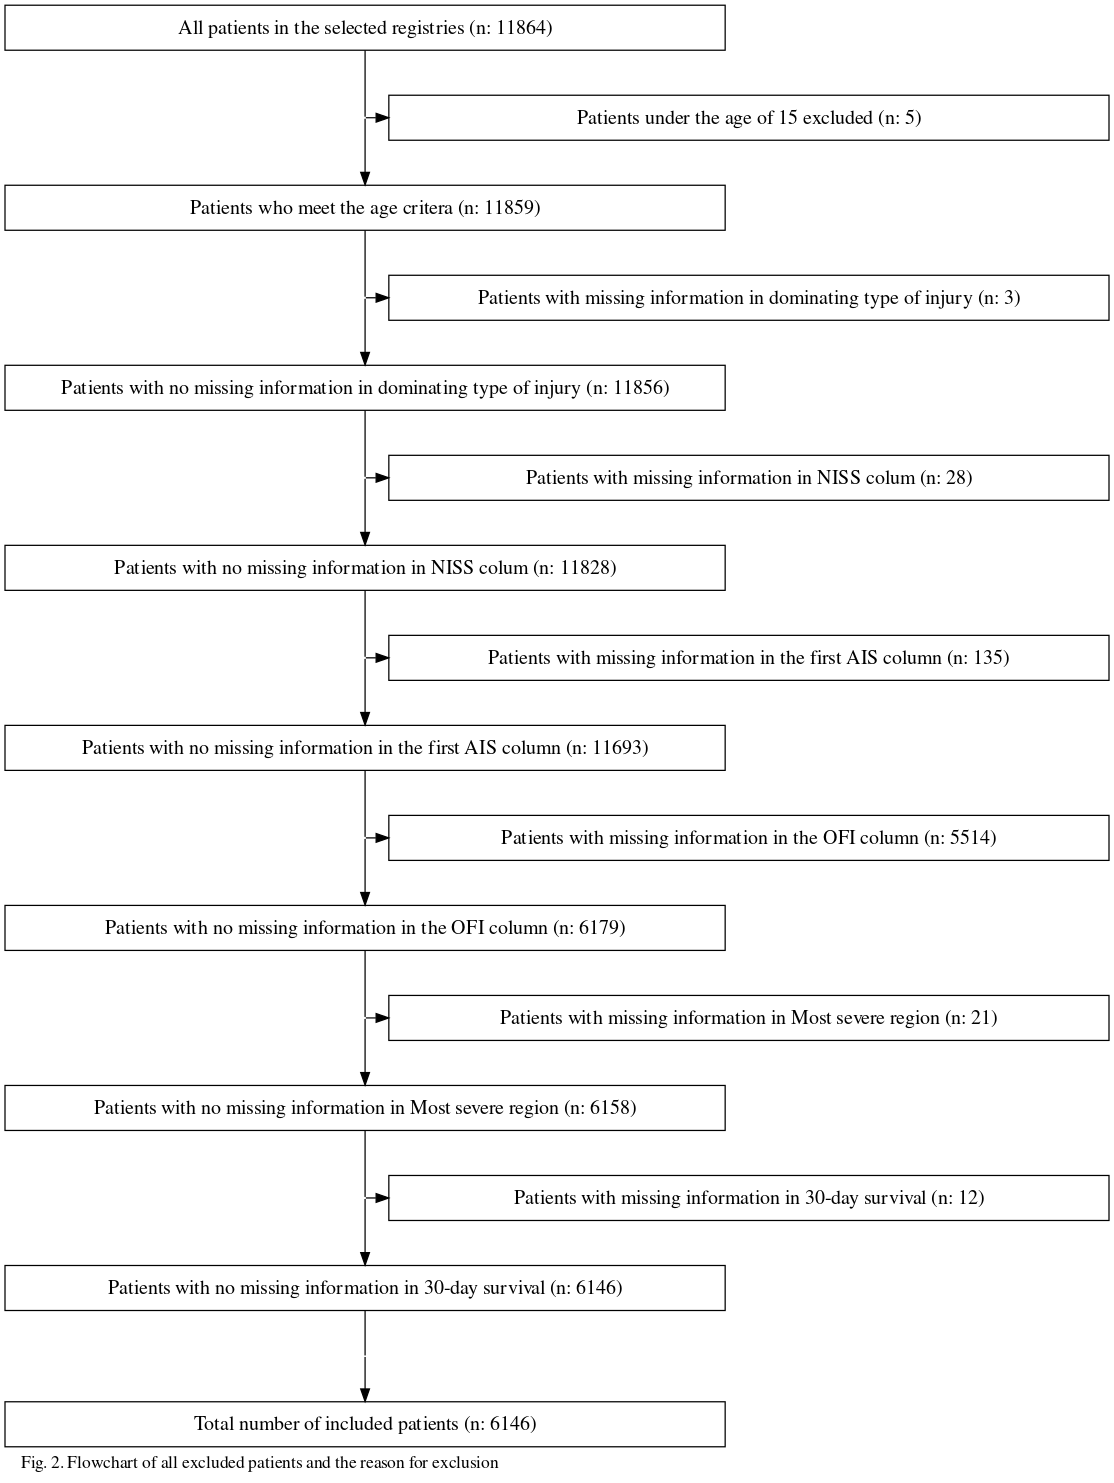 All patients in the selected registries (n: 11864)
Patients under the age of 15 excluded (n: 5)
Patients who meet the age critera (n: 11859)
Patients with missing information in dominating type of injury (n: 3)
Patients with no missing information in dominating type of injury (n: 11856)
Patients with missing information in NISS colum (n: 28)
Patients with no missing information in NISS colum (n: 11828)
Patients with missing information in the first AIS column (n: 135)
Patients with no missing information in the first AIS column (n: 11693)
Patients with missing information in the OFI column (n: 5514)
Patients with no missing information in the OFI column (n: 6179)
Patients with missing information in Most severe region (n: 21)
Patients with no missing information in Most severe region (n: 6158)
Patients with missing information in 30-day survival (n: 12)
Patients with no missing information in 30-day survival (n: 6146)
Total number of included patients (n: 6146)
Fig. 2. Flowchart of all excluded patients and the reason for exclusion